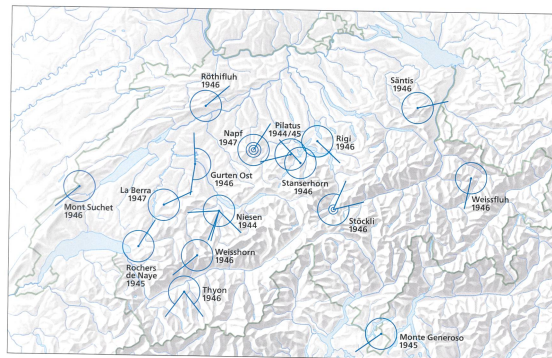 Röthifluh
1946
Säntis
1946
Napf
1947
Pilatus
1944/45
Rigi
1946
Gurten Ost
1946
Stanserhorn
1946
Mont Suchet
1946
La Berra
1947
Niesen
1944
Stöckli
1946
Weissfluh
1946
Rochers
de Naye
1945
Weisshorn
1946
Thyon
1946
Monte Generoso
1945